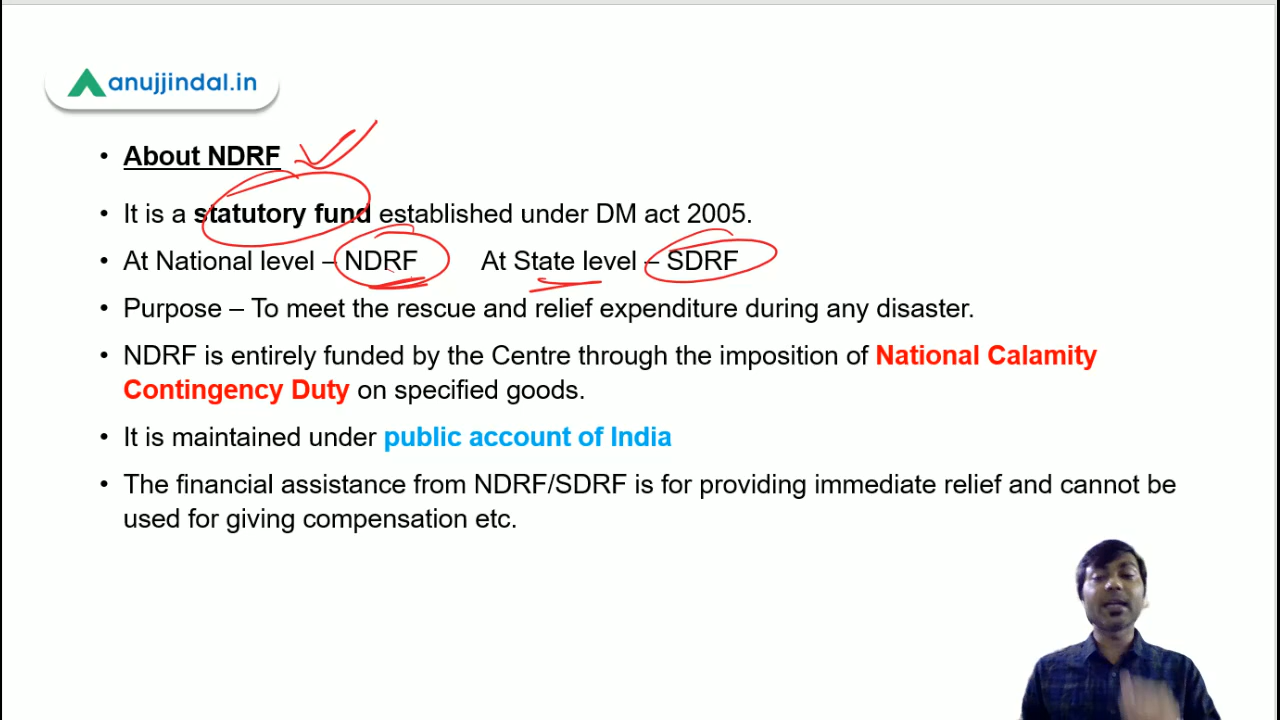 anujjindal.in
• About NDRF
• It is a statutory fund established under DM act 2005.
• At National level – NDRF At State level – SDRF
• Purpose – To meet the rescue and relief expenditure during any disaster.
• NDRF is entirely funded by the Centre through the imposition of National Calamity
Contingency Duty on specified goods.
• It is maintained under public account of India
• The financial assistance from NDRF/SDRF is for providing immediate relief and cannot be
used for giving compensation etc.